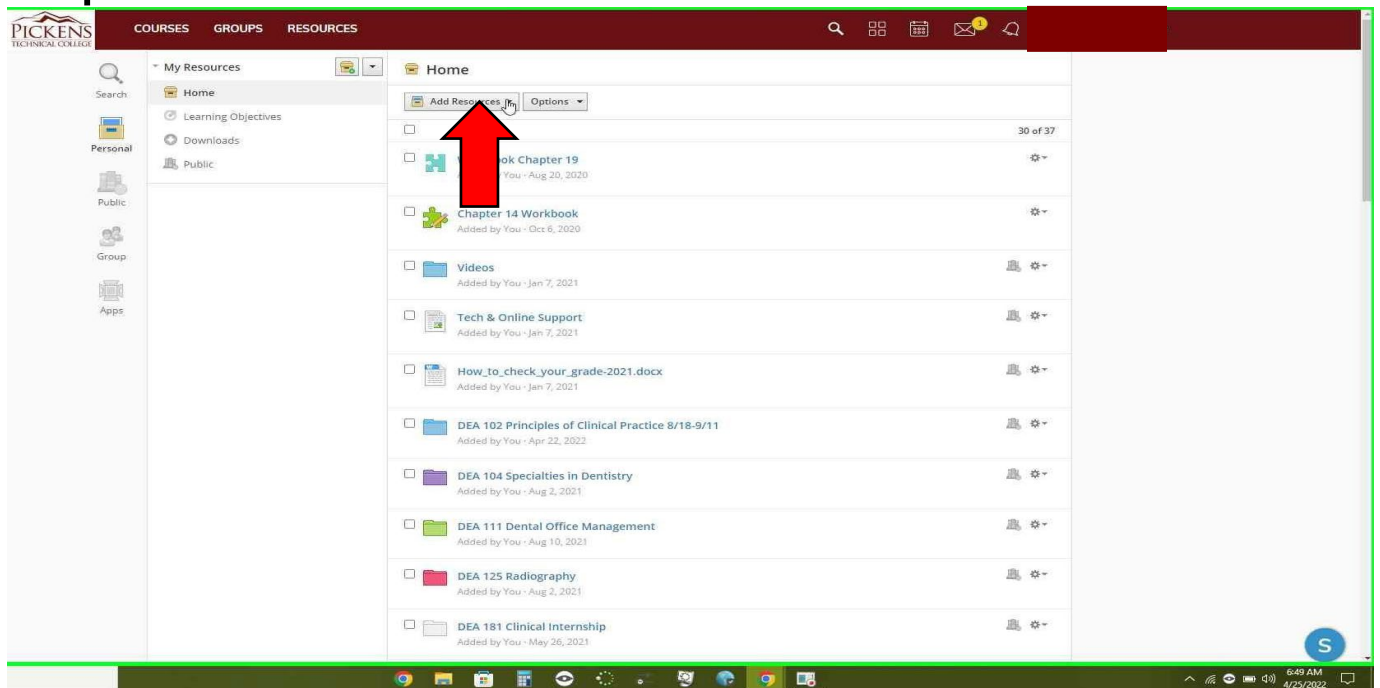 PICKENS
TECHNICAL COLLEGE
COURSES GROUPS RESOURCES
1
Search
Personal
Public
Group
Apps
My Resources
Home
Learning Objectives
Downloads
Public
Home
Add Resources Options
30 of 37
ok Chapter 19
You - Aug 20, 2020
Chapter 14 Workbook
Added by You - Oct 6, 2020
Videos
Added by You - Jan 7, 2021
Tech & Online Support
Added by You - Jan 7, 2021
How_to_check_your_grade-2021.docx
Added by You - Jan 7, 2021
DEA 102 Principles of Clinical Practice 8/18-9/11
Added by You - Apr 22, 2022
DEA 104 Specialties in Dentistry
Added by You - Aug 2, 2021
DEA 111 Dental Office Management
Added by You - Aug 10, 2021
DEA 125 Radiography
Added by You - Aug 2, 2021
DEA 181 Clinical Internship
Added by You - May 26, 2021
S
6:49 AM
4/25/2022